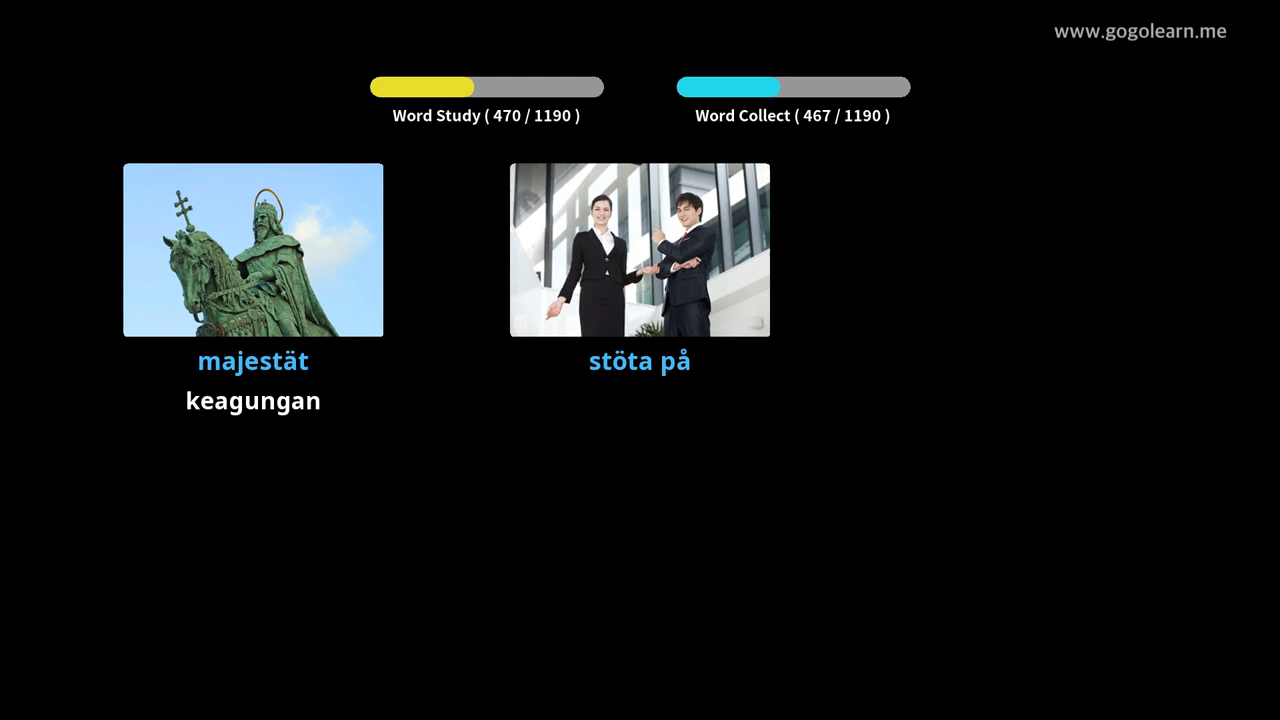 www.gogolearn.me
Word Study ( 470 / 1190 )
Word Collect ( 467 / 1190 )
majestät
keagungan
stöta på